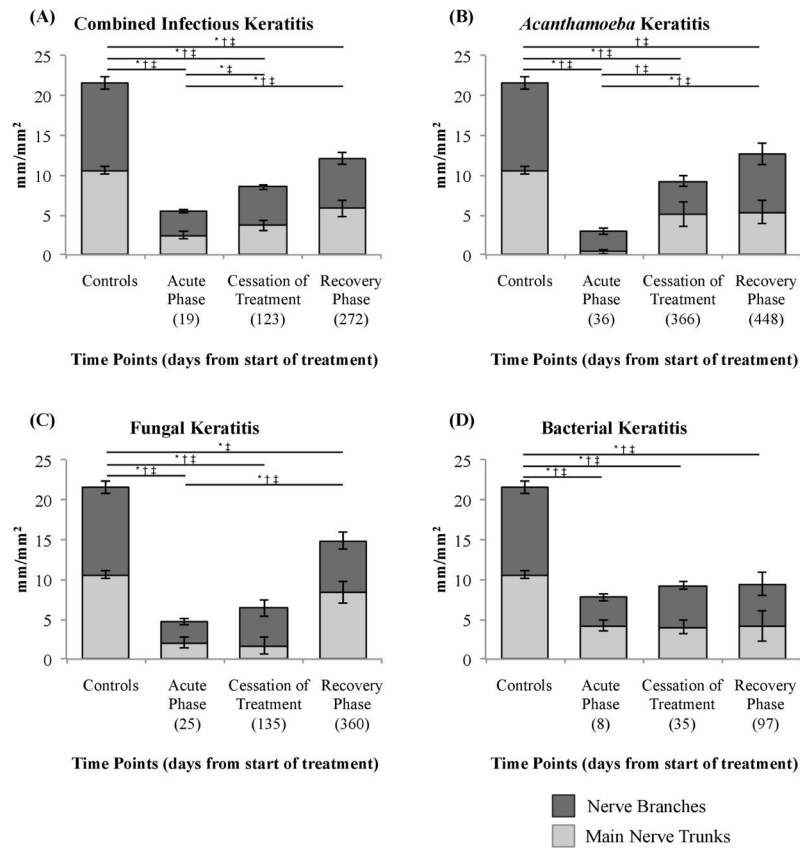 (A) Combined Infectious Keratitis
*†‡
*†‡
*†‡ *‡
*†‡
25
20
15
10
5
0
mm/mm²
Controls Acute Phase (19) Cessation of Treatment (123) Recovery Phase (272)
Time Points (days from start of treatment)
(B) Acanthamoeba Keratitis
†‡
*†‡
*†‡ †‡
*†‡
25
20
15
10
5
0
mm/mm²
Controls Acute Phase (36) Cessation of Treatment (366) Recovery Phase (448)
Time Points (days from start of treatment)
(C) Fungal Keratitis
*‡
*†‡
*†‡ *†‡
25
20
15
10
5
0
mm/mm²
Controls Acute Phase (25) Cessation of Treatment (135) Recovery Phase (360)
Time Points (days from start of treatment)
(D) Bacterial Keratitis
*†‡
*†‡
*†‡
25
20
15
10
5
0
mm/mm²
Controls Acute Phase (8) Cessation of Treatment (35) Recovery Phase (97)
Time Points (days from start of treatment)
Nerve Branches
Main Nerve Trunks